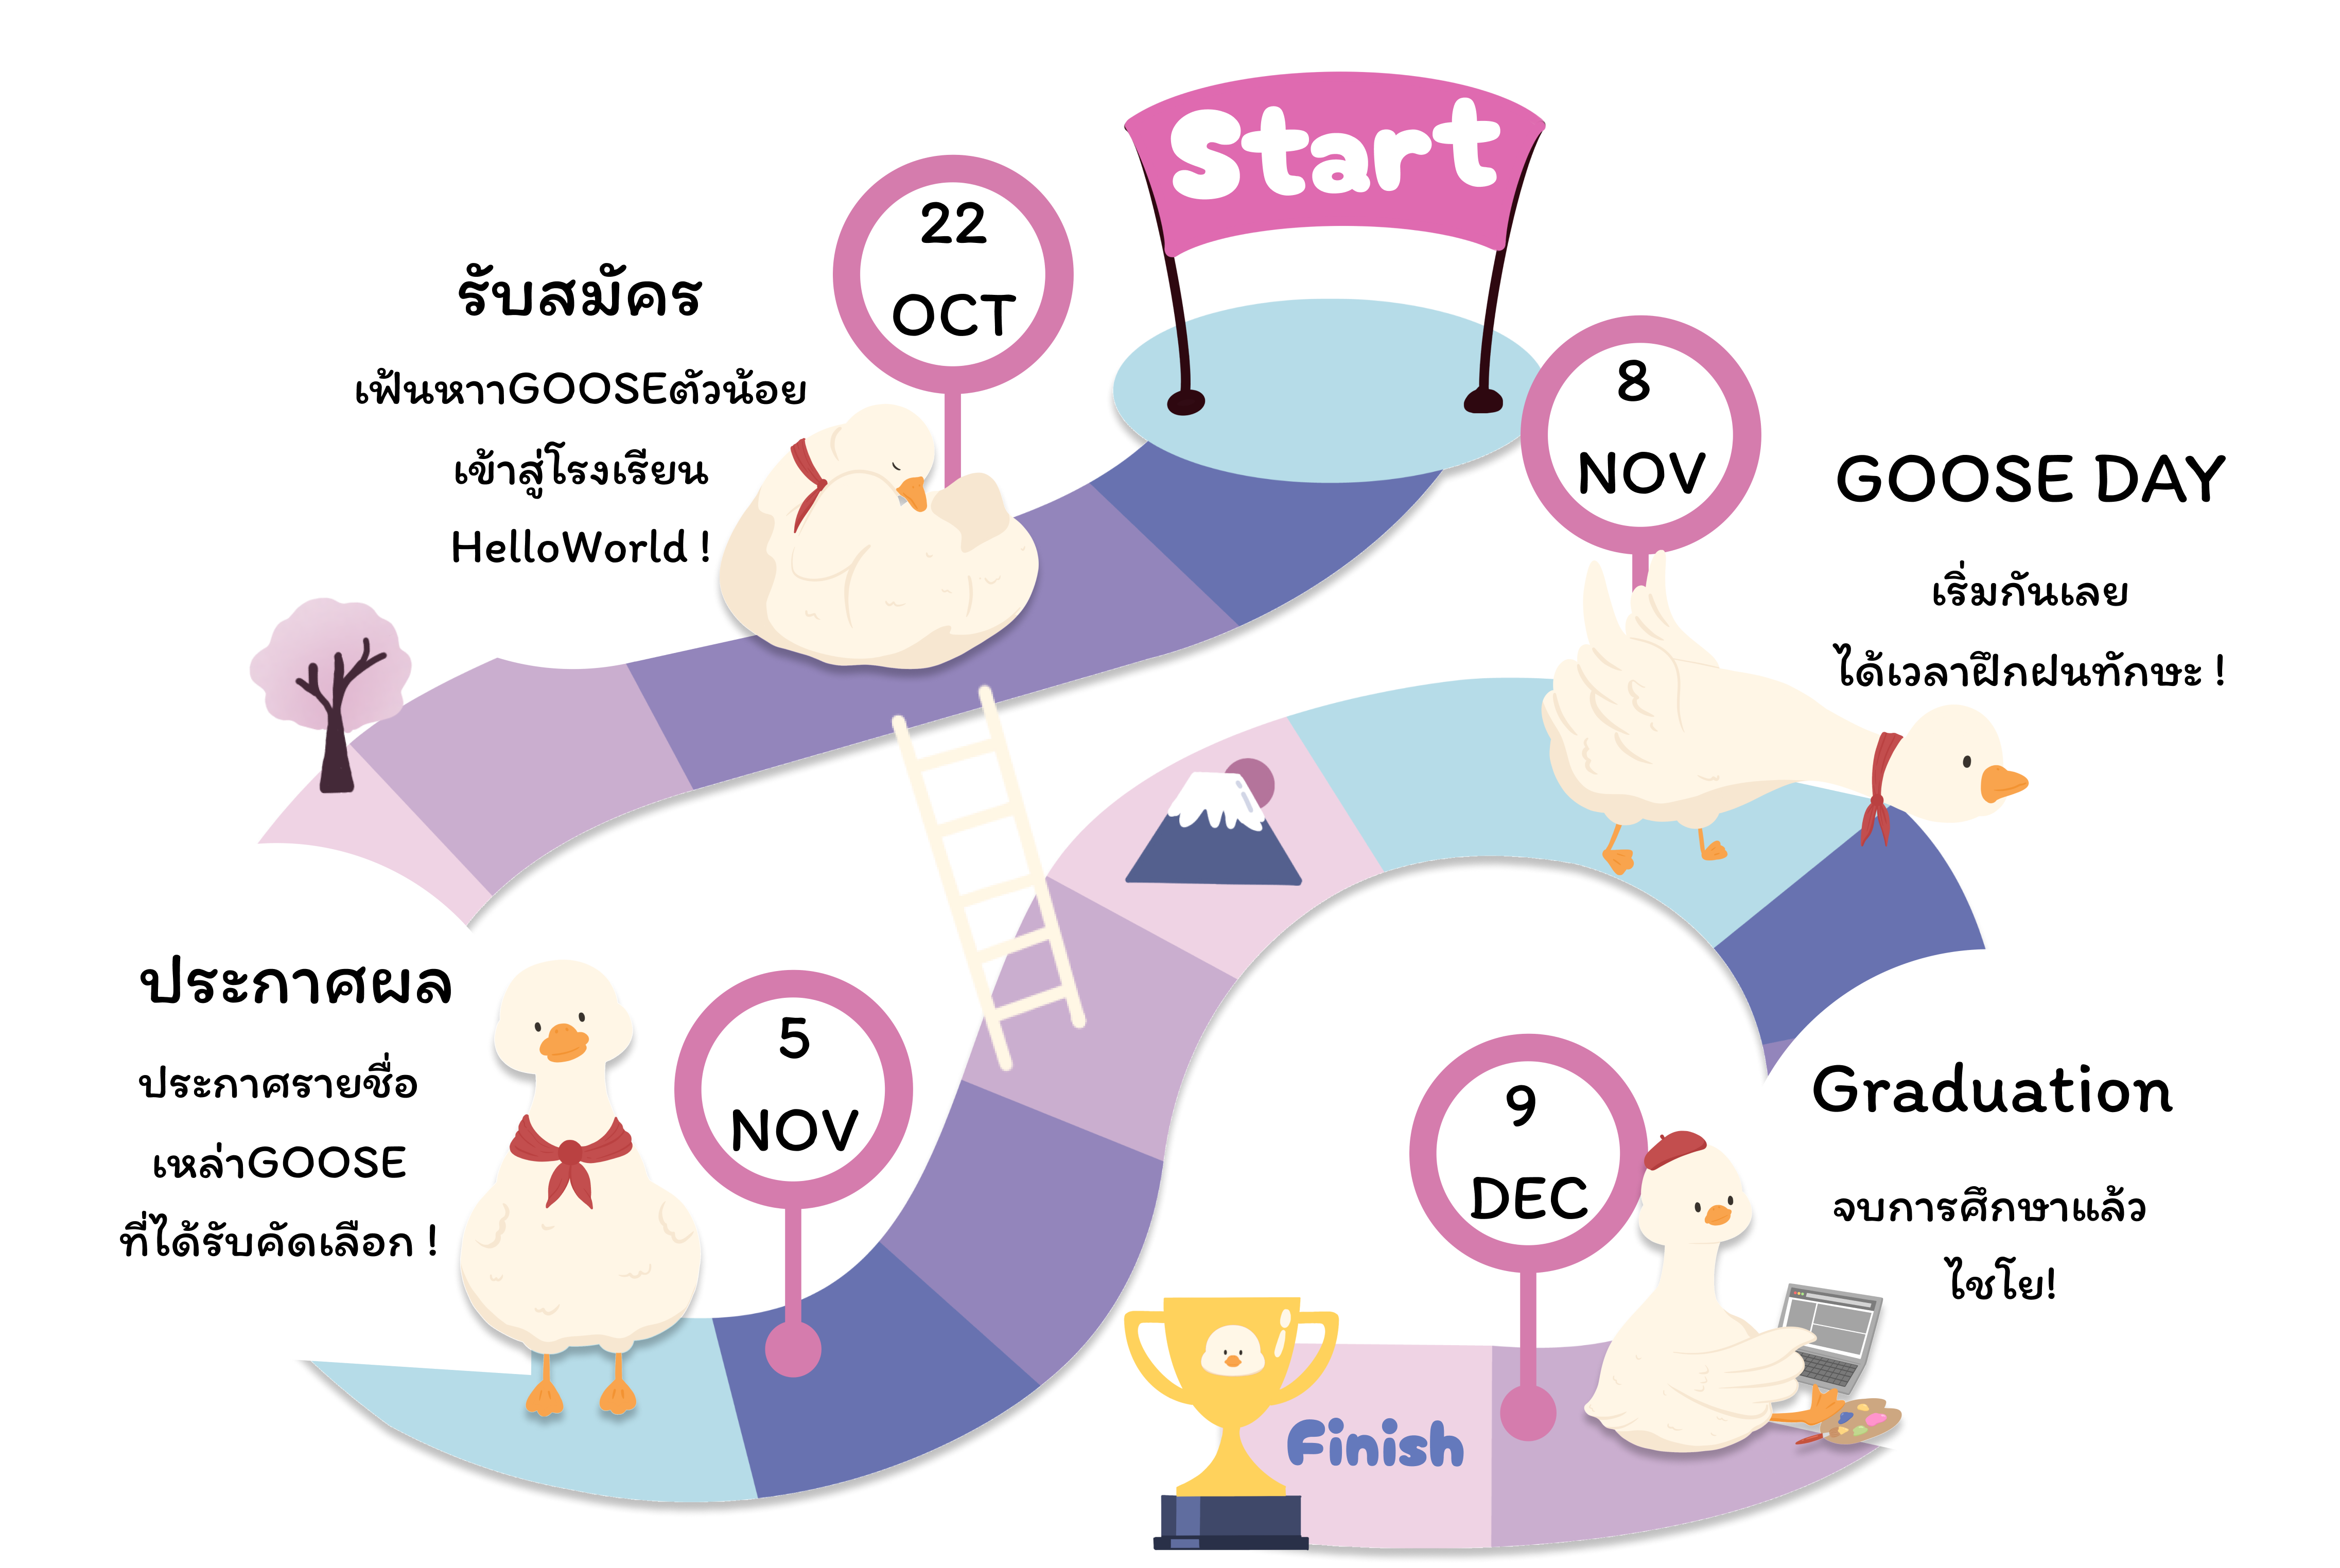 Start
22
OCT
รับสมัคร
เฟ้นหาGOOSEตัวน้อย
เข้าสู่โรงเรียน
HelloWorld !
8
NOV
GOOSE DAY
เริ่มกันเลย
ได้เวลาฝึกฝนทักษะ !
5
NOV
ประกาศผล
ประกาศรายชื่อ
เหล่าGOOSE
ที่ได้รับคัดเลือก !
9
DEC
Graduation
จบการศึกษาแล้ว
ไชโย!
Finish